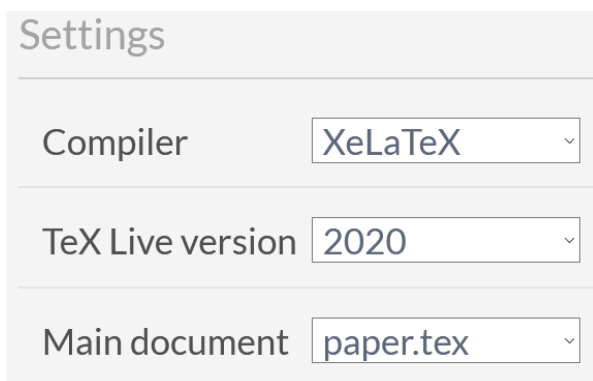 Settings
Compiler XeLaTeX
TeX Live version 2020
Main document paper.tex